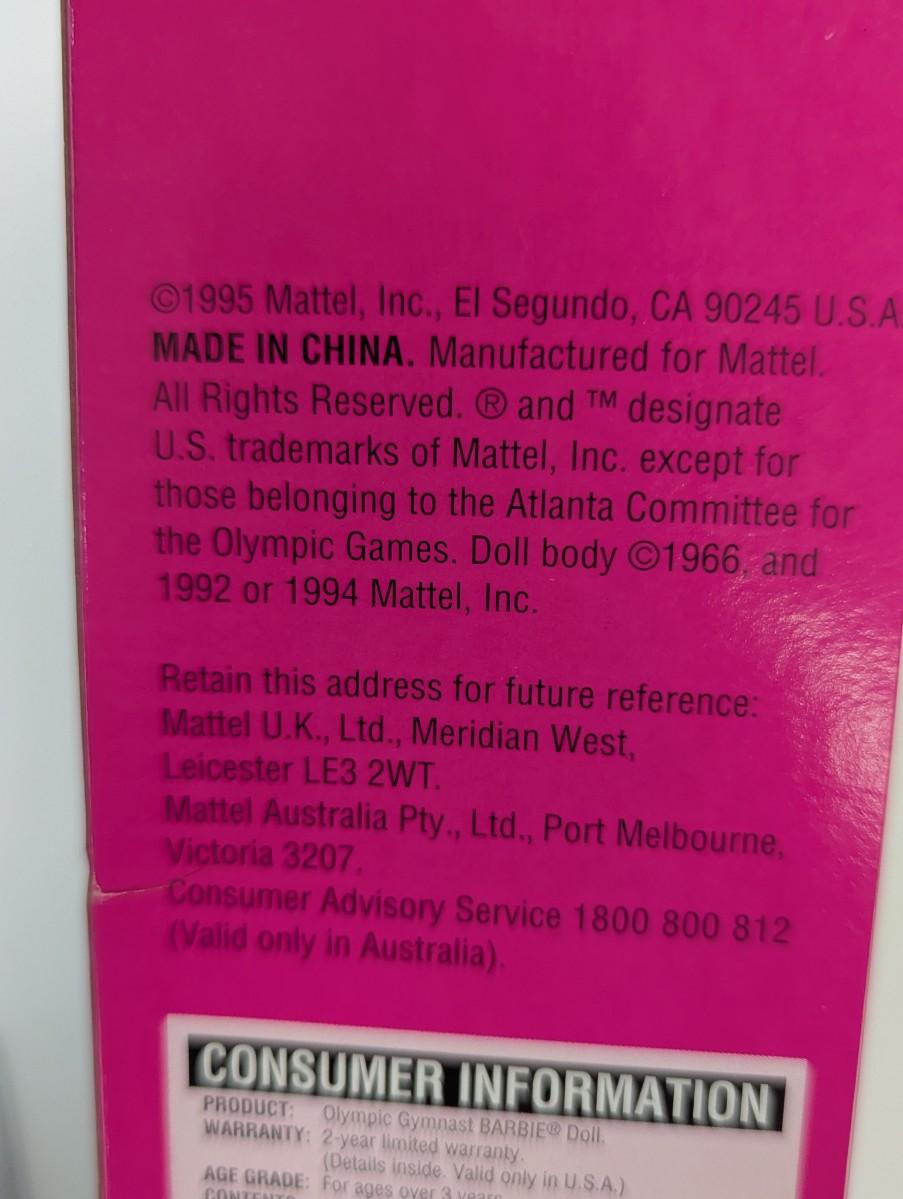 ©1995 Mattel, Inc., El Segundo, CA 90245 U.S.A
MADE IN CHINA. Manufactured for Mattel.
All Rights Reserved. ® and ™ designate
U.S. trademarks of Mattel, Inc. except for
those belonging to the Atlanta Committee for
the Olympic Games. Doll body ©1966, and
1992 or 1994 Mattel, Inc.
Retain this address for future reference:
Mattel U.K., Ltd., Meridian West,
Leicester LE3 2WT.
Mattel Australia Pty., Ltd., Port Melbourne,
Victoria 3207.
Consumer Advisory Service 1800 800 812
(Valid only in Australia).
CONSUMER INFORMATION
PRODUCT: Olympic Gymnast BARBIE® Doll.
WARRANTY: 2-year limited warranty.
(Details inside. Valid only in U.S.A.)
AGE GRADE: For ages over 3 years
CONTENTS